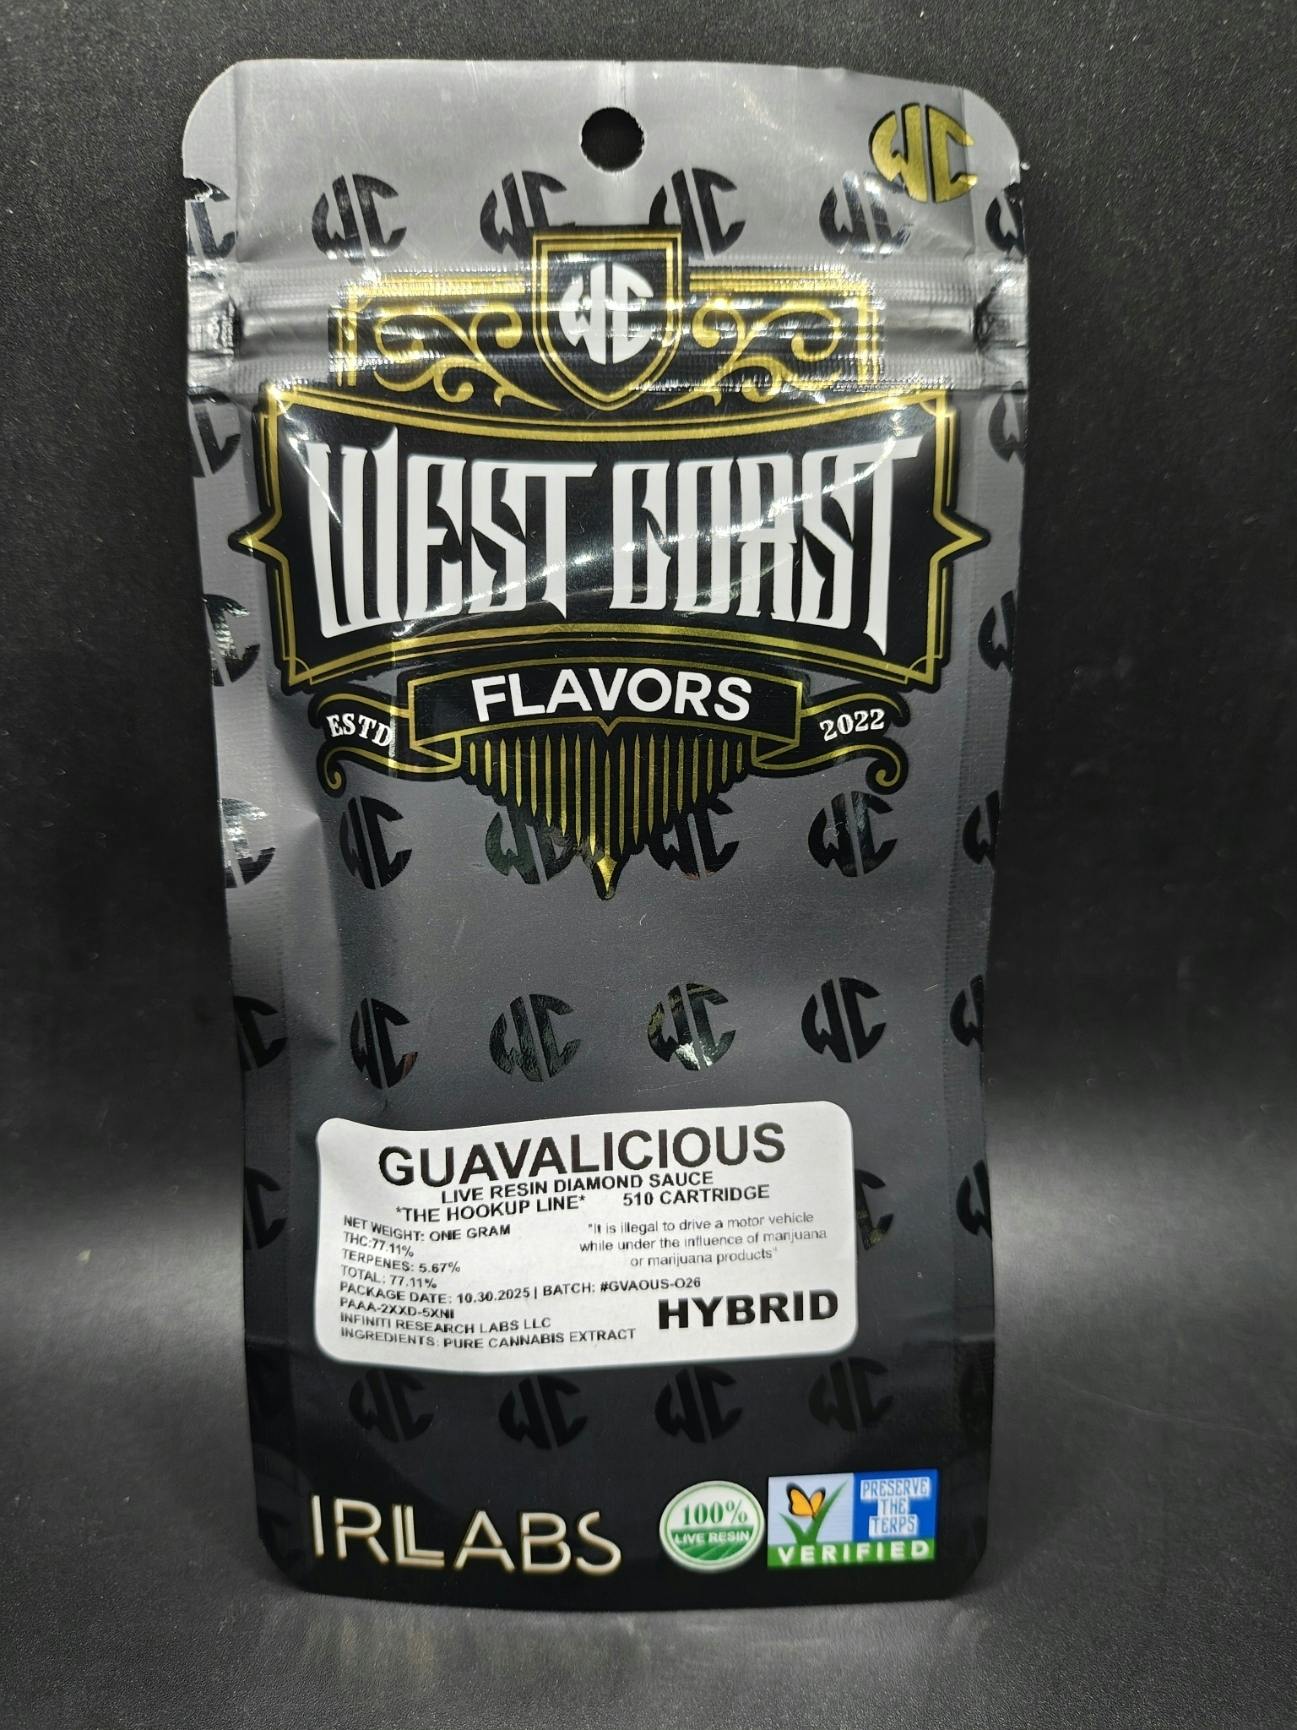 WC
WC
WEST COAST
FLAVORS
ESTD 2022
GUAVALICIOUS
LIVE RESIN DIAMOND SAUCE
*THE HOOKUP LINE* 510 CARTRIDGE
NET WEIGHT: ONE GRAM
THC:77.11%
TERPENES: 5.67%
TOTAL: 77.11%
"It is illegal to drive a motor vehicle
while under the influence of marijuana
or marijuana products"
PACKAGE DATE: 10.30.2025 | BATCH: #GVAOUS-O26
PAAA-2XXD-5XNI
INFINITI RESEARCH LABS LLC
INGREDIENTS: PURE CANNABIS EXTRACT
HYBRID
IRLLABS
100%
LIVE RESIN
PRESERVE
THE
TERPS
VERIFIED